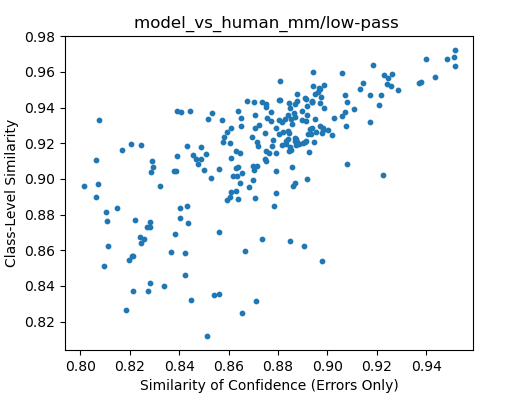 model_vs_human_mm/low-pass
0.98
0.96
0.94
0.92
0.90
0.88
0.86
0.84
0.82
Class-Level Similarity
0.80 0.82 0.84 0.86 0.88 0.90 0.92 0.94
Similarity of Confidence (Errors Only)